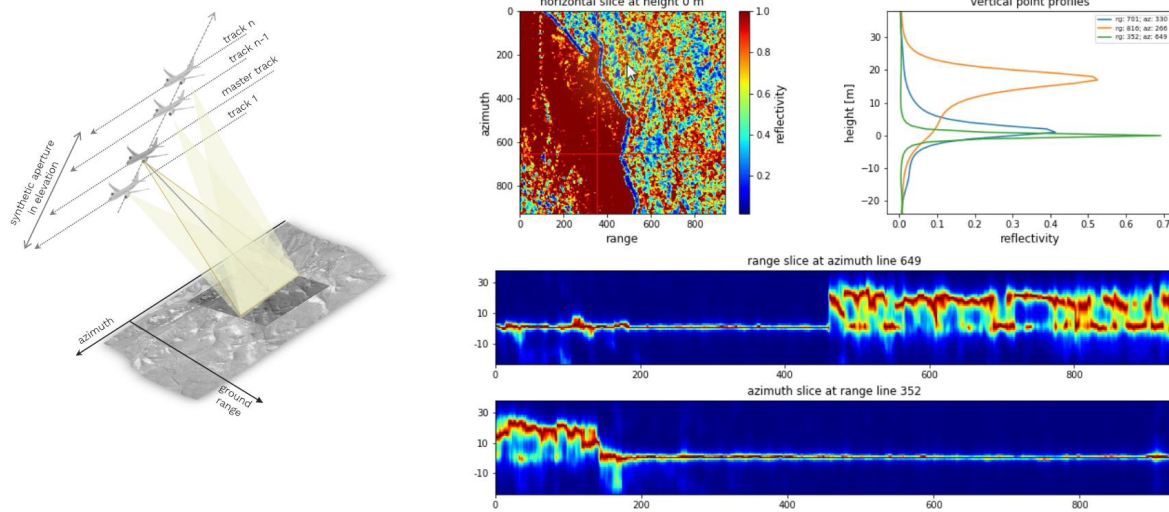 track n
track n-1
master track
track 1
synthetic aperture
in elevation
azimuth
ground
range
horizontal slice at height 0 m
0
200
400
600
800
azimuth
0 200 400 600 800
range
1.0
0.8
0.6
0.4
0.2
reflectivity
vertical point profiles
rg: 701; az: 330
rg: 816; az: 266
rg: 352; az: 649
30
20
10
0
-10
-20
height [m]
0.0 0.1 0.2 0.3 0.4 0.5 0.6 0.7
reflectivity
range slice at azimuth line 649
30
10
-10
0 200 400 600 800
azimuth slice at range line 352
30
10
-10
0 200 400 600 800